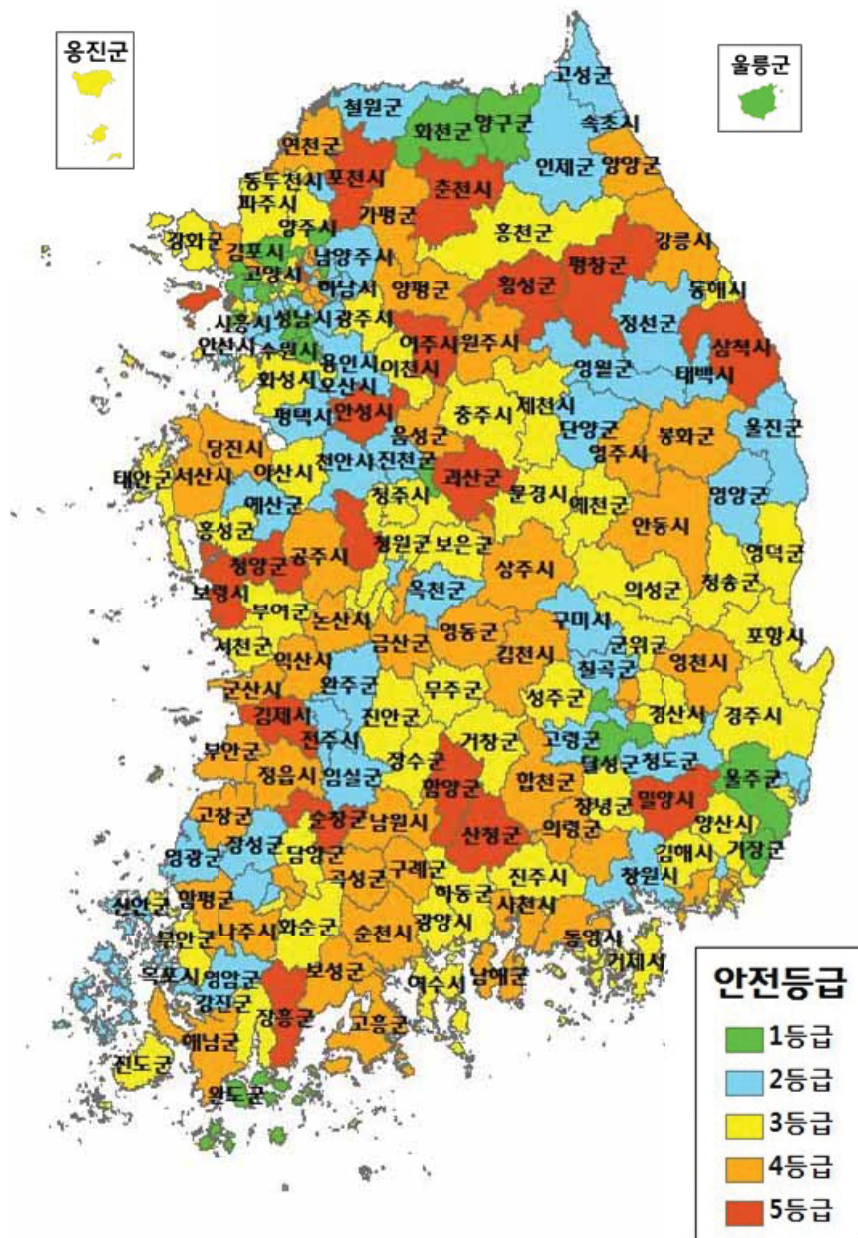 옹진군
울릉군
고성군
철원군
화천군
양구군
속초시
연천군
인제군
양양군
동두천시
포천시
춘천시
파주시
가평군
양주시
홍천군
강화군
김포시
강릉시
남양주시
평창군
고양시
하남시
양평군
횡성군
동해시
시흥시
성남시
광주시
정선군
안산시
수원시
여주시
원주시
삼척시
용인시
이천시
영월군
화성시
오산시
태백시
평택시
안성시
제천시
충주시
단양군
울진군
음성군
봉화군
당진시
영주시
천안시
진천군
서산시
아산시
태안군
괴산군
청주시
문경시
예천군
영양군
예산군
홍성군
안동시
청원군
보은군
공주시
영덕군
청양군
상주시
의성군
청송군
보령시
옥천군
부여군
구미시
논산시
서천군
금산군
영동군
군위군
포항시
익산시
김천시
칠곡군
영천시
완주군
무주군
군산시
성주군
김제시
진안군
경산시
경주시
전주시
거창군
고령군
부안군
장수군
달성군
청도군
정읍시
임실군
함양군
합천군
울주군
창녕군
밀양시
고창군
순창군
남원시
산청군
의령군
양산시
장성군
담양군
김해시
거장군
영광군
곡성군
구례군
진주시
창원시
함평군
하동군
신안군
사천시
나주시
화순군
광양시
순천시
부안군
동영시
목포시
영암군
보성군
거제시
여수시
남해군
강진군
장흥군
고흥군
해남군
진도군
완도군
안전등급
1등급
2등급
3등급
4등급
5등급